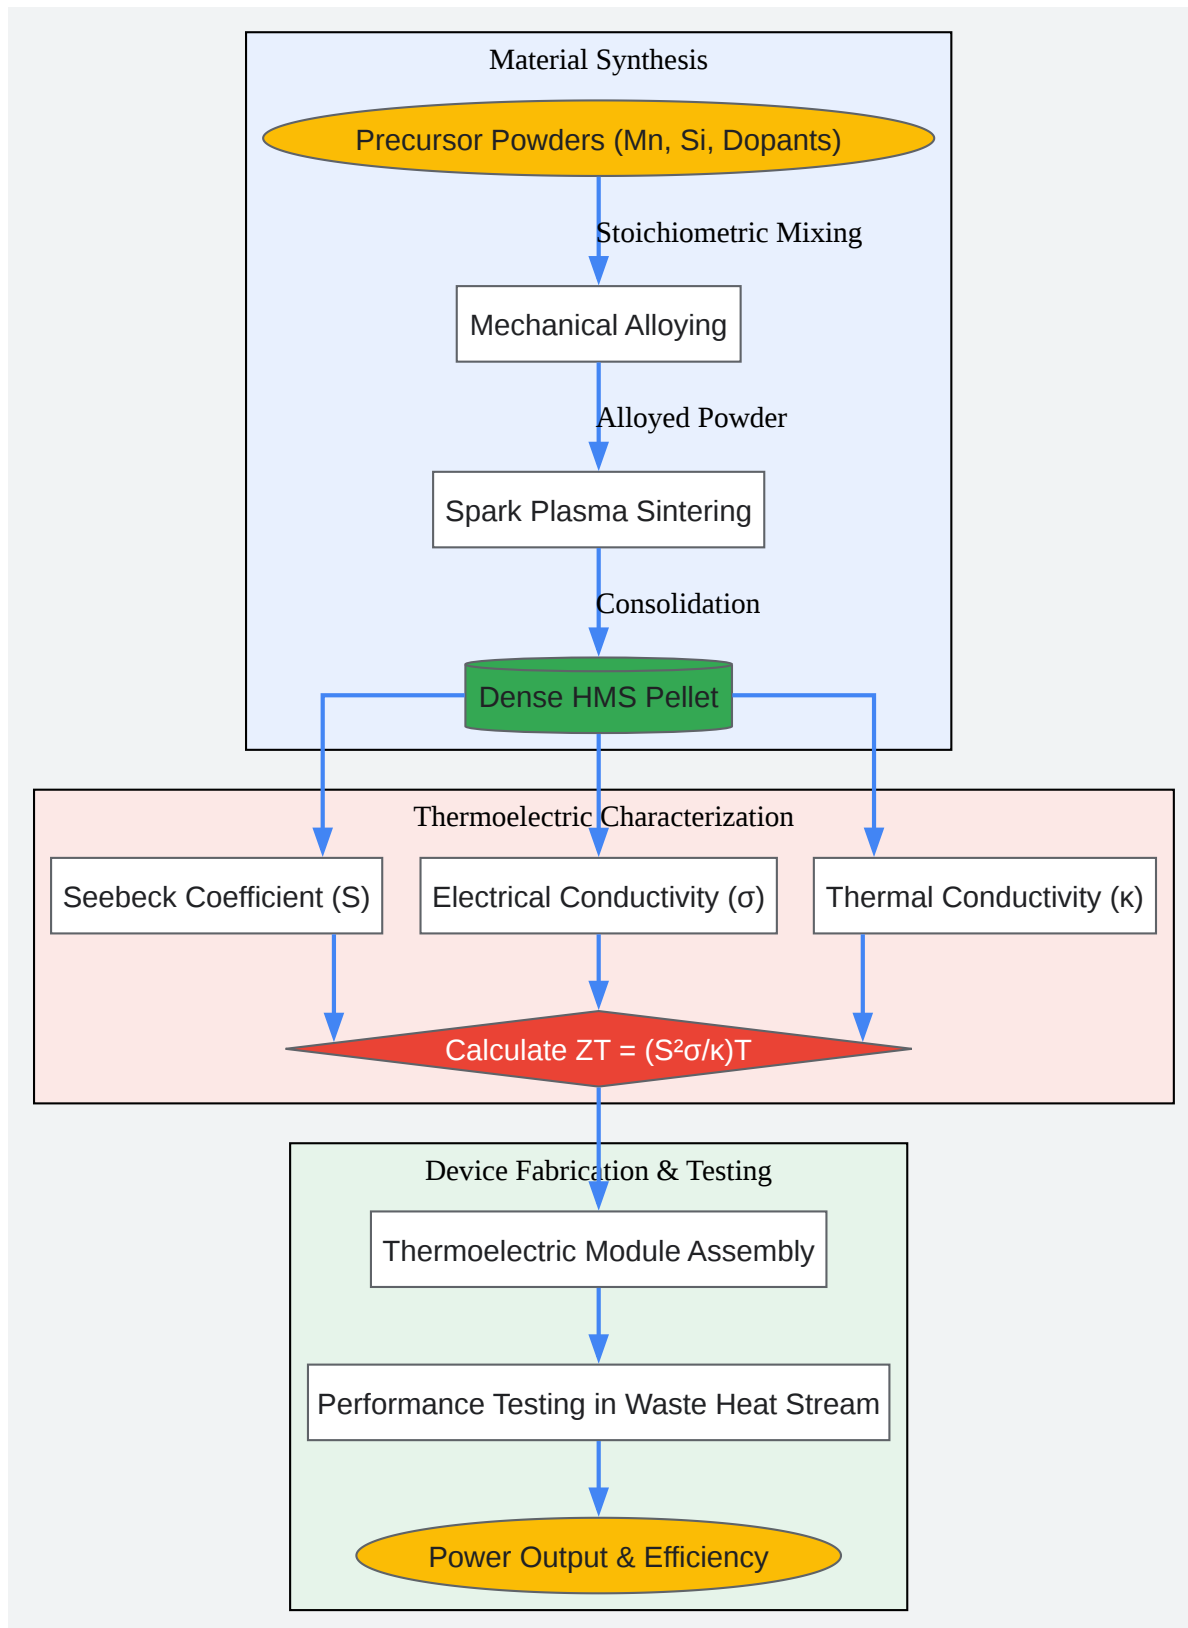 Material Synthesis
Precursor Powders (Mn, Si, Dopants)
Stoichiometric Mixing
Mechanical Alloying
Alloyed Powder
Spark Plasma Sintering
Consolidation
Dense HMS Pellet
Thermoelectric Characterization
Seebeck Coefficient (S)
Electrical Conductivity (σ)
Thermal Conductivity (κ)
Calculate ZT = (S²σ/κ)T
Device Fabrication & Testing
Thermoelectric Module Assembly
Performance Testing in Waste Heat Stream
Power Output & Efficiency